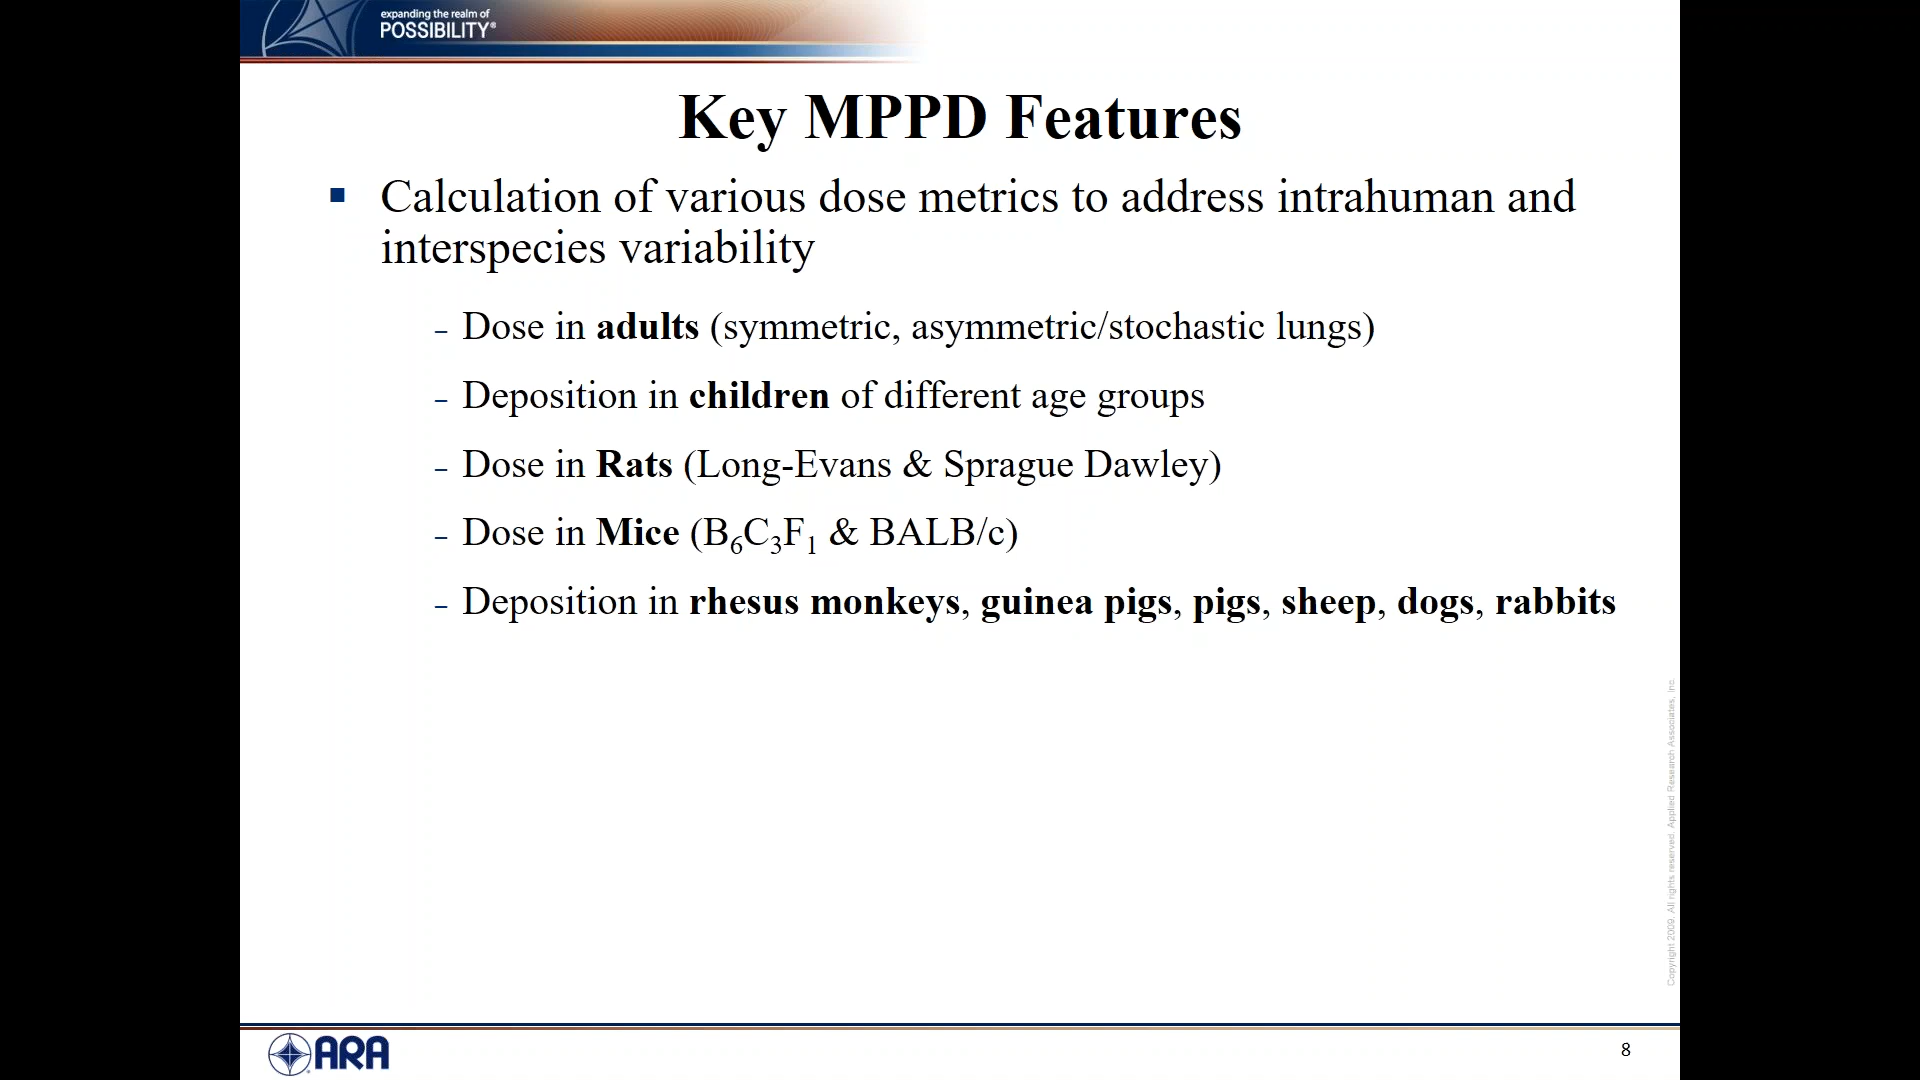 expanding the realm of
POSSIBILITY®
Key MPPD Features
▪ Calculation of various dose metrics to address intrahuman and
interspecies variability
– Dose in adults (symmetric, asymmetric/stochastic lungs)
– Deposition in children of different age groups
– Dose in Rats (Long-Evans & Sprague Dawley)
– Dose in Mice (B₆C₃F₁ & BALB/c)
– Deposition in rhesus monkeys, guinea pigs, pigs, sheep, dogs, rabbits
Copyright 2009. All rights reserved. Applied Research Associates, Inc.
ARA
8